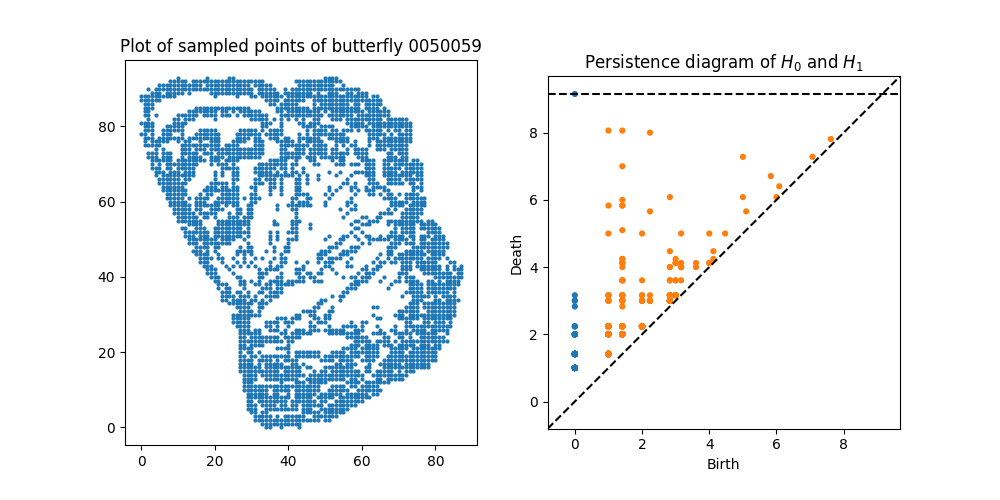 Plot of sampled points of butterfly 0050059
80
60
40
20
0
0 20 40 60 80
Persistence diagram of $H_0$ and $H_1$
Death
8
6
4
2
0
0 2 4 6 8
Birth